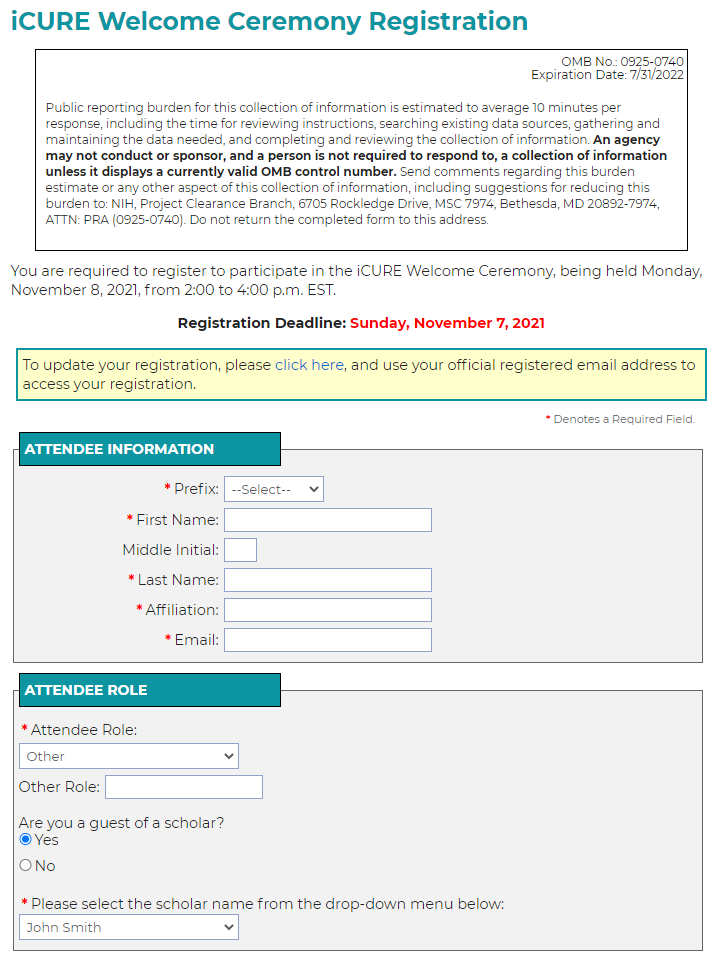 iCURE Welcome Ceremony Registration
OMB No.: 0925-0740
Expiration Date: 7/31/2022
Public reporting burden for this collection of information is estimated to average 10 minutes per
response, including the time for reviewing instructions, searching existing data sources, gathering and
maintaining the data needed, and completing and reviewing the collection of information. An agency
may not conduct or sponsor, and a person is not required to respond to, a collection of information
unless it displays a currently valid OMB control number. Send comments regarding this burden
estimate or any other aspect of this collection of information, including suggestions for reducing this
burden to: NIH, Project Clearance Branch, 6705 Rockledge Drive, MSC 7974, Bethesda, MD 20892-7974,
ATTN: PRA (0925-0740). Do not return the completed form to this address.
You are required to register to participate in the iCURE Welcome Ceremony, being held Monday,
November 8, 2021, from 2:00 to 4:00 p.m. EST.
Registration Deadline: Sunday, November 7, 2021
To update your registration, please click here, and use your official registered email address to
access your registration.
* Denotes a Required Field.
ATTENDEE INFORMATION
* Prefix: --Select--
* First Name:
Middle Initial:
* Last Name:
* Affiliation:
* Email:
ATTENDEE ROLE
* Attendee Role:
Other
Other Role:
Are you a guest of a scholar?
Yes
No
* Please select the scholar name from the drop-down menu below:
John Smith